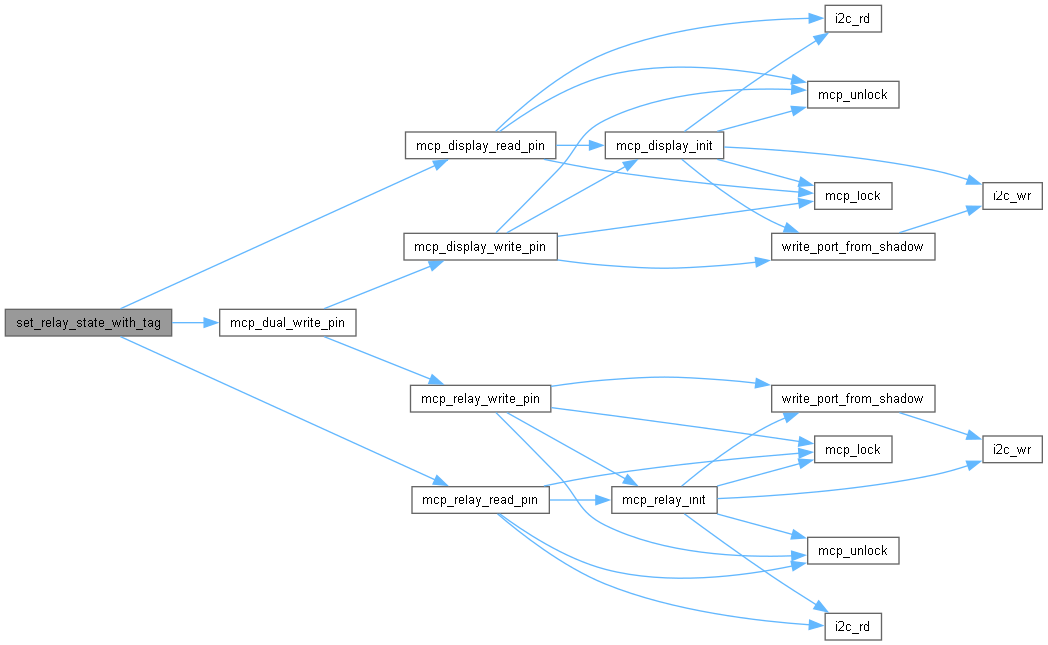 i2c_rd
mcp_unlock
mcp_display_read_pin
mcp_display_init
mcp_lock
i2c_wr
mcp_display_write_pin
write_port_from_shadow
set_relay_state_with_tag
mcp_dual_write_pin
mcp_relay_write_pin
write_port_from_shadow
mcp_lock
i2c_wr
mcp_relay_read_pin
mcp_relay_init
mcp_unlock
i2c_rd